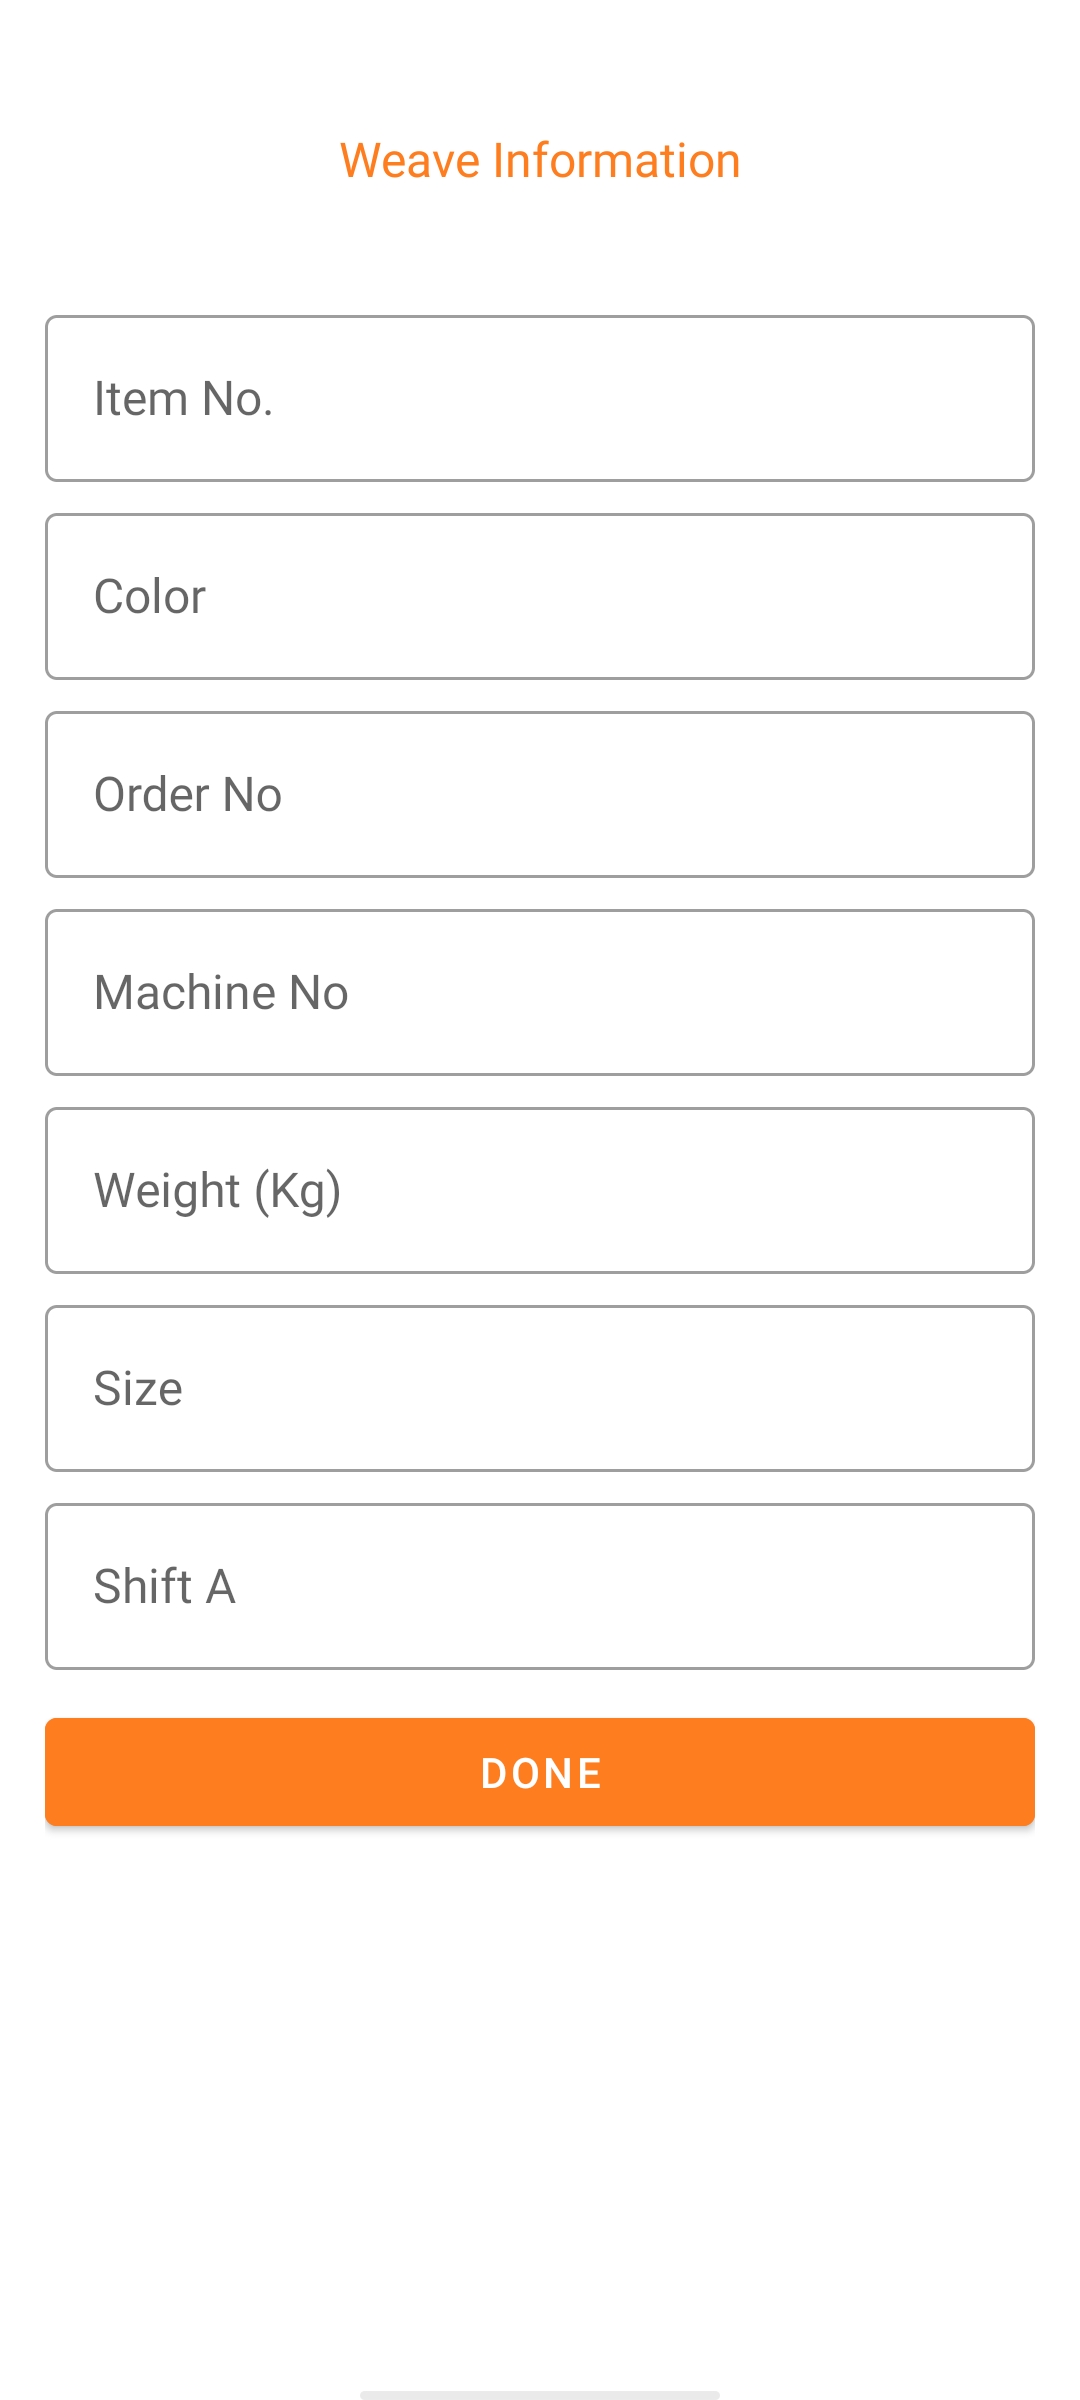 Weave Information
Item No.
Color
Order No
Machine No
Weight (Kg)
Size
Shift A
DONE